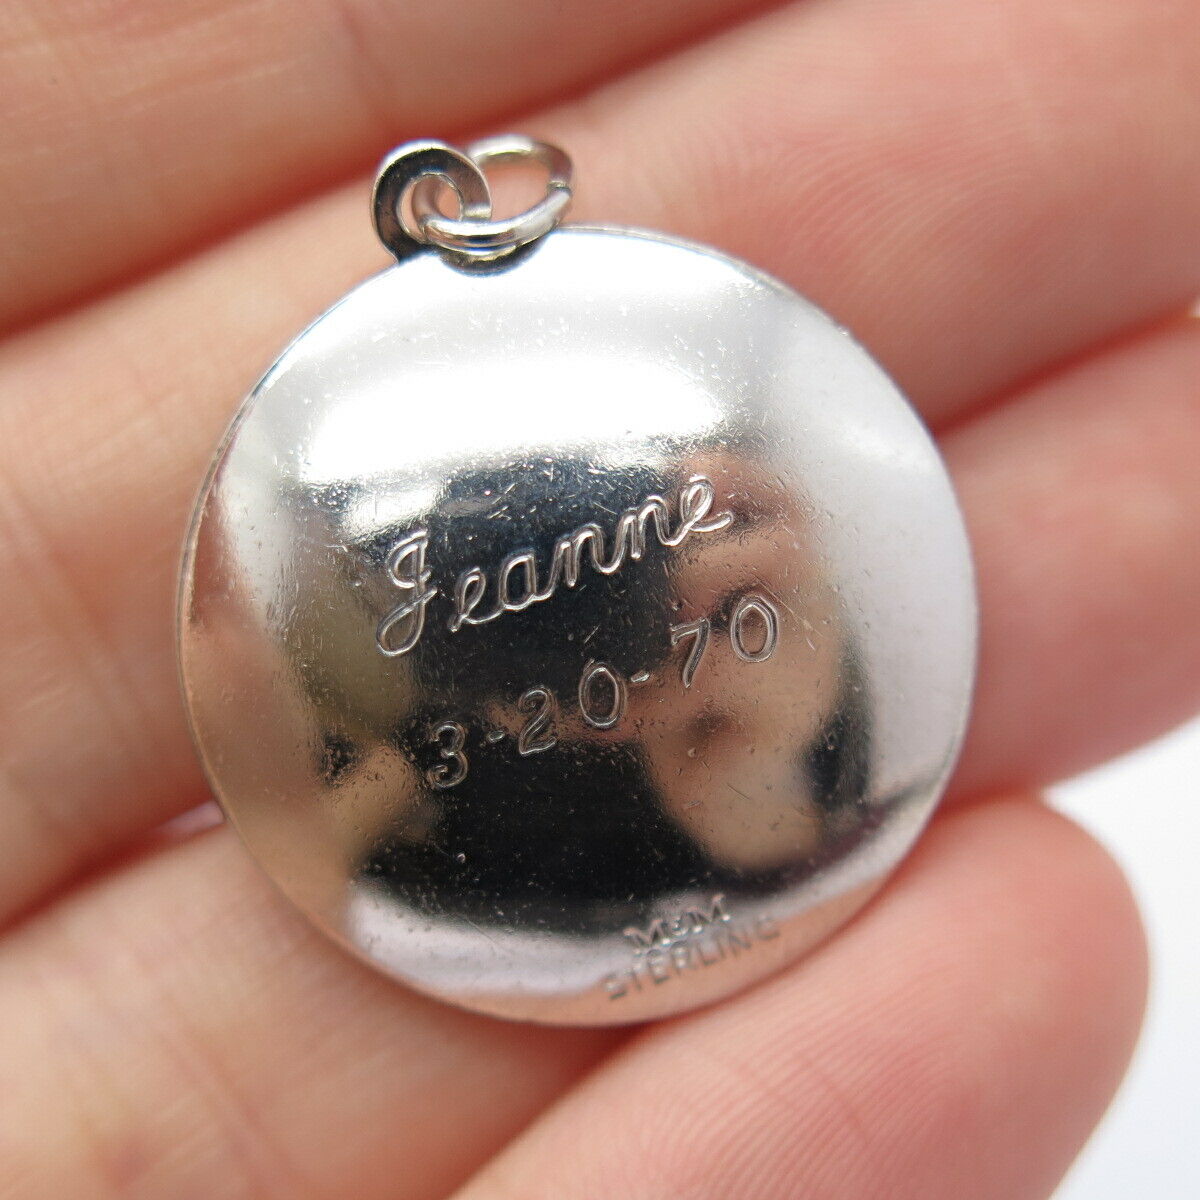 Jeanne
3-20-70
M&M
STERLING